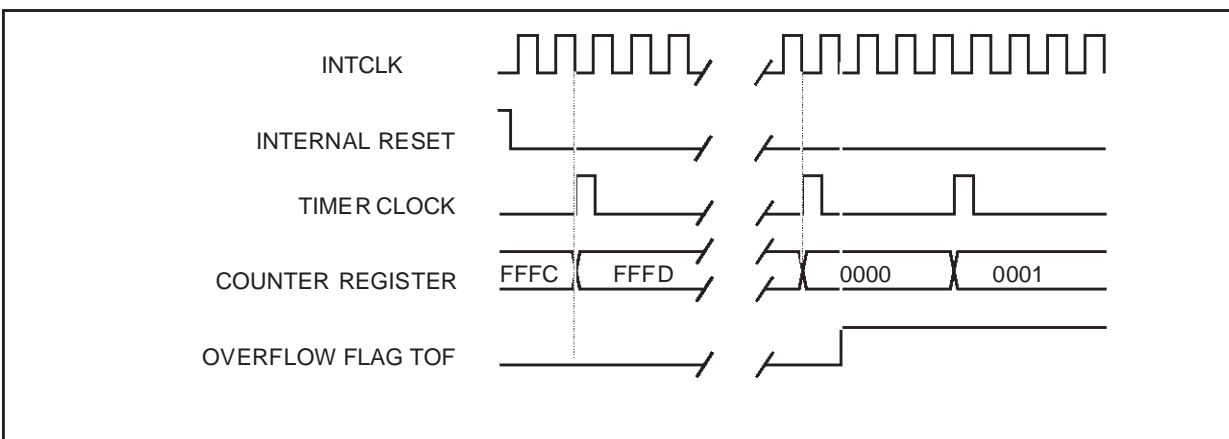 INTCLK
INTERNAL RESET
TIMER CLOCK
COUNTER REGISTER FFFC FFFD 0000 0001
OVERFLOW FLAG TOF